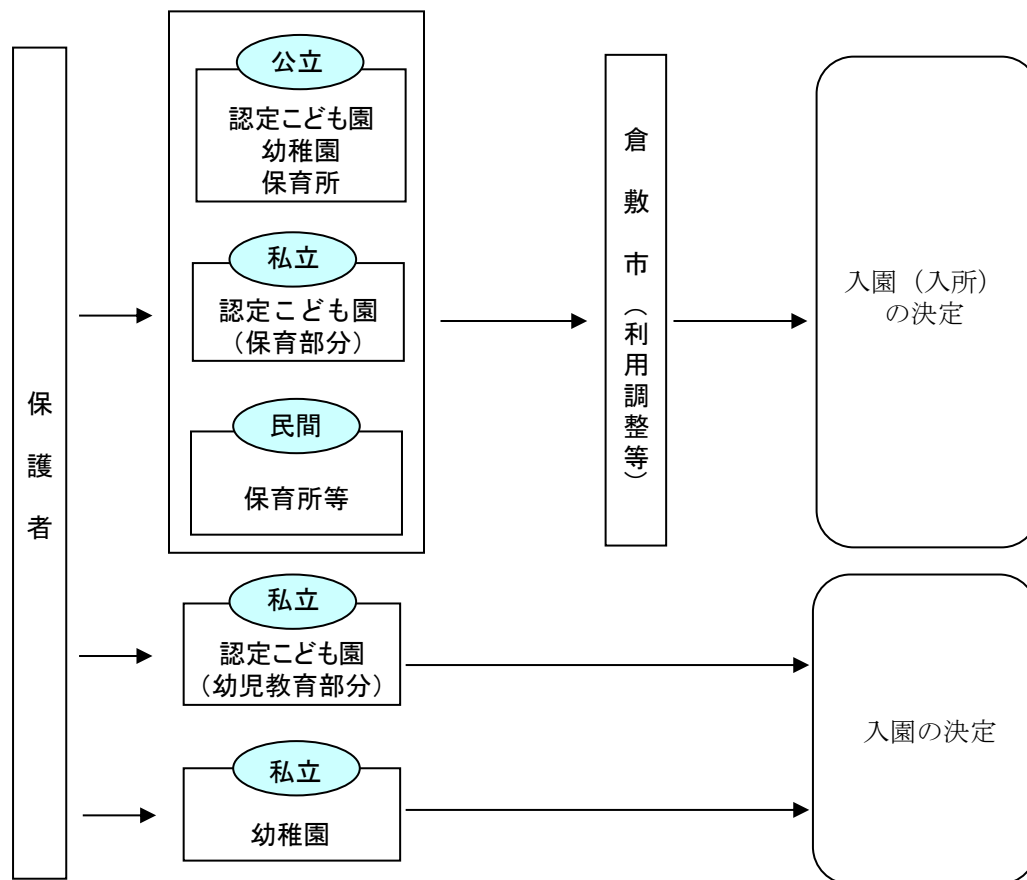 保護者
公立
認定こども園
幼稚園
保育所
私立
認定こども園
（保育部分）
民間
保育所等
倉敷市（利用調整等）
入園（入所）
の決定
私立
認定こども園
（幼児教育部分）
私立
幼稚園
入園の決定